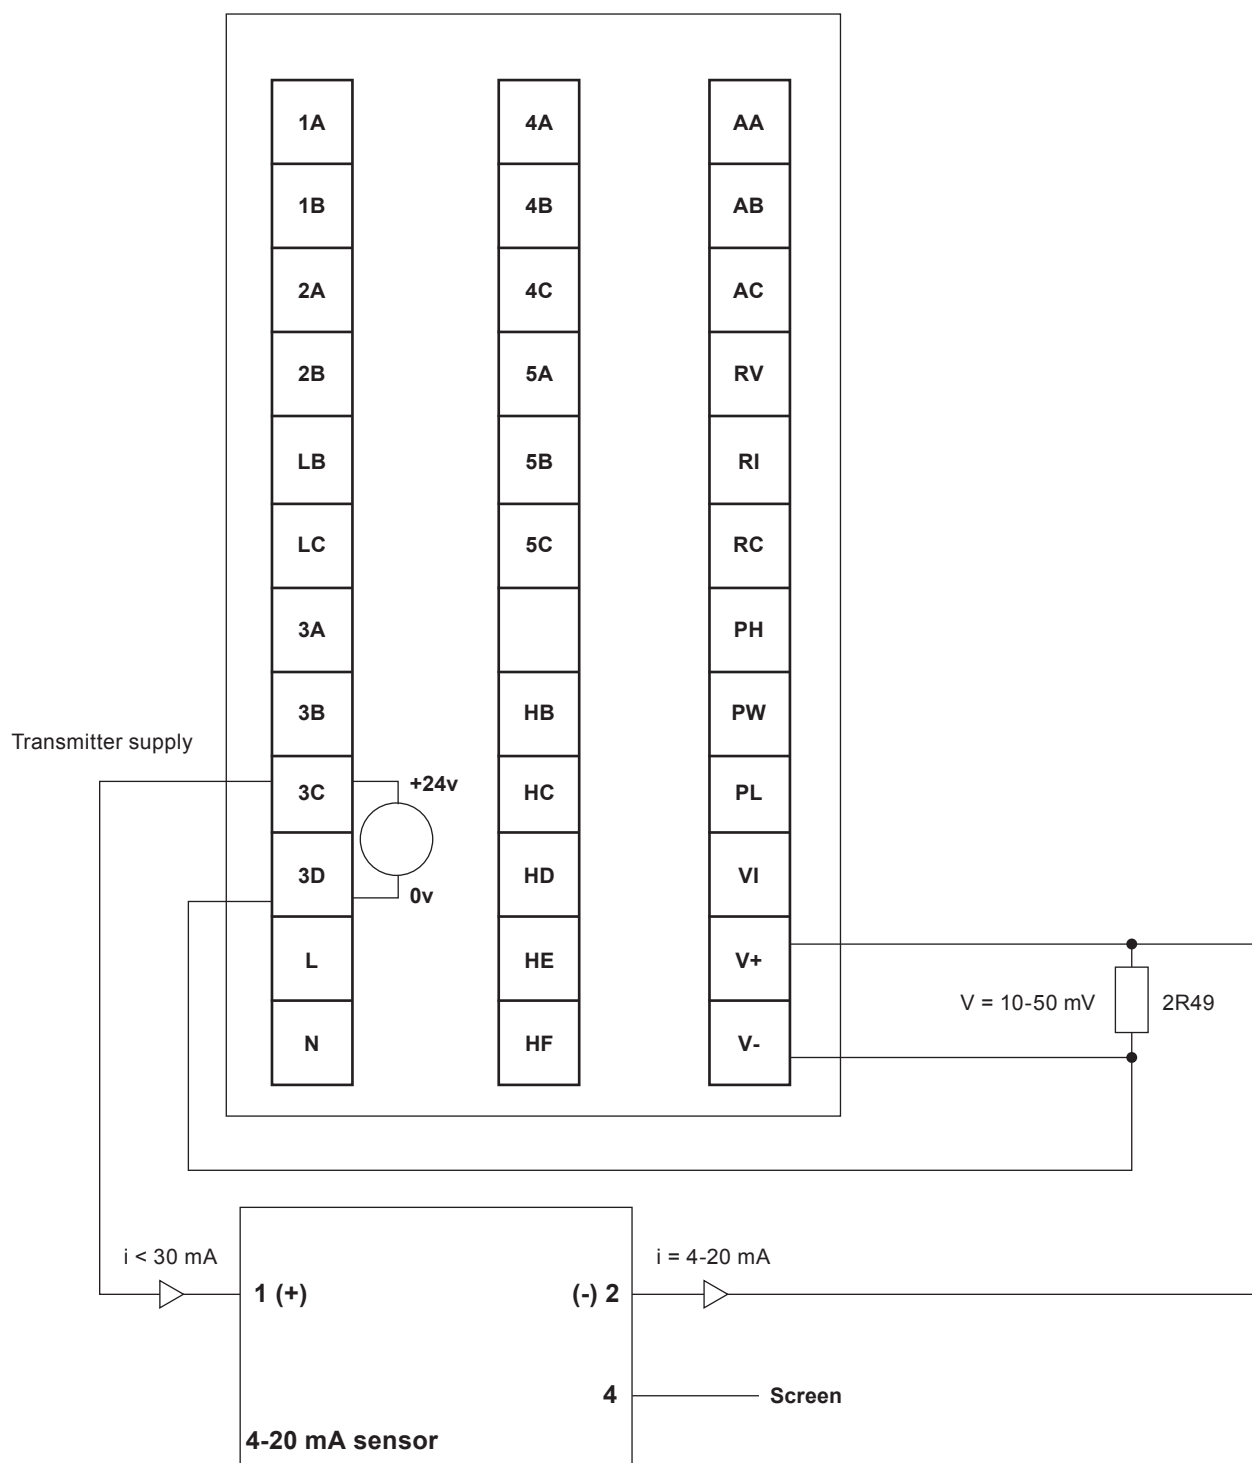 1A 4A AA
1B 4B AB
2A 4C AC
2B 5A RV
LB 5B RI
LC 5C RC
3A PH
3B HB PW
Transmitter supply
3C +24v HC PL
3D HD VI
0v
L HE V+
V = 10-50 mV 2R49
N HF V-
i < 30 mA i = 4-20 mA
1 (+) (-) 2
4 Screen
4-20 mA sensor